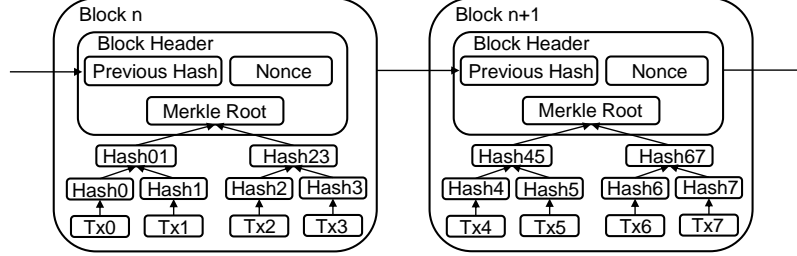 Block n
Block Header
Previous Hash
Nonce
Merkle Root
Hash01
Hash23
Hash0
Hash1
Hash2
Hash3
Tx0
Tx1
Tx2
Tx3
Block n+1
Block Header
Previous Hash
Nonce
Merkle Root
Hash45
Hash67
Hash4
Hash5
Hash6
Hash7
Tx4
Tx5
Tx6
Tx7